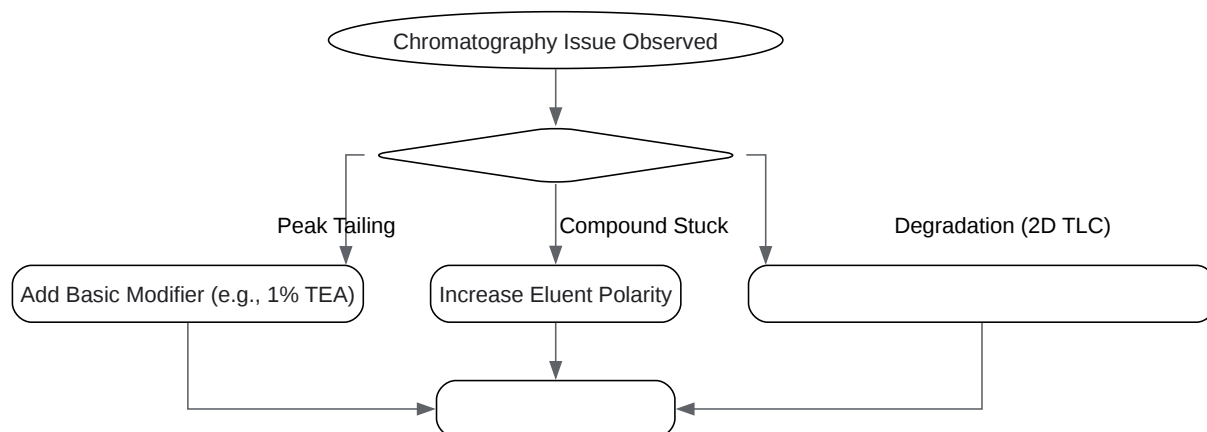 Chromatography Issue Observed
Peak Tailing
Compound Stuck
Degradation (2D TLC)
Add Basic Modifier (e.g., 1% TEA)
Increase Eluent Polarity